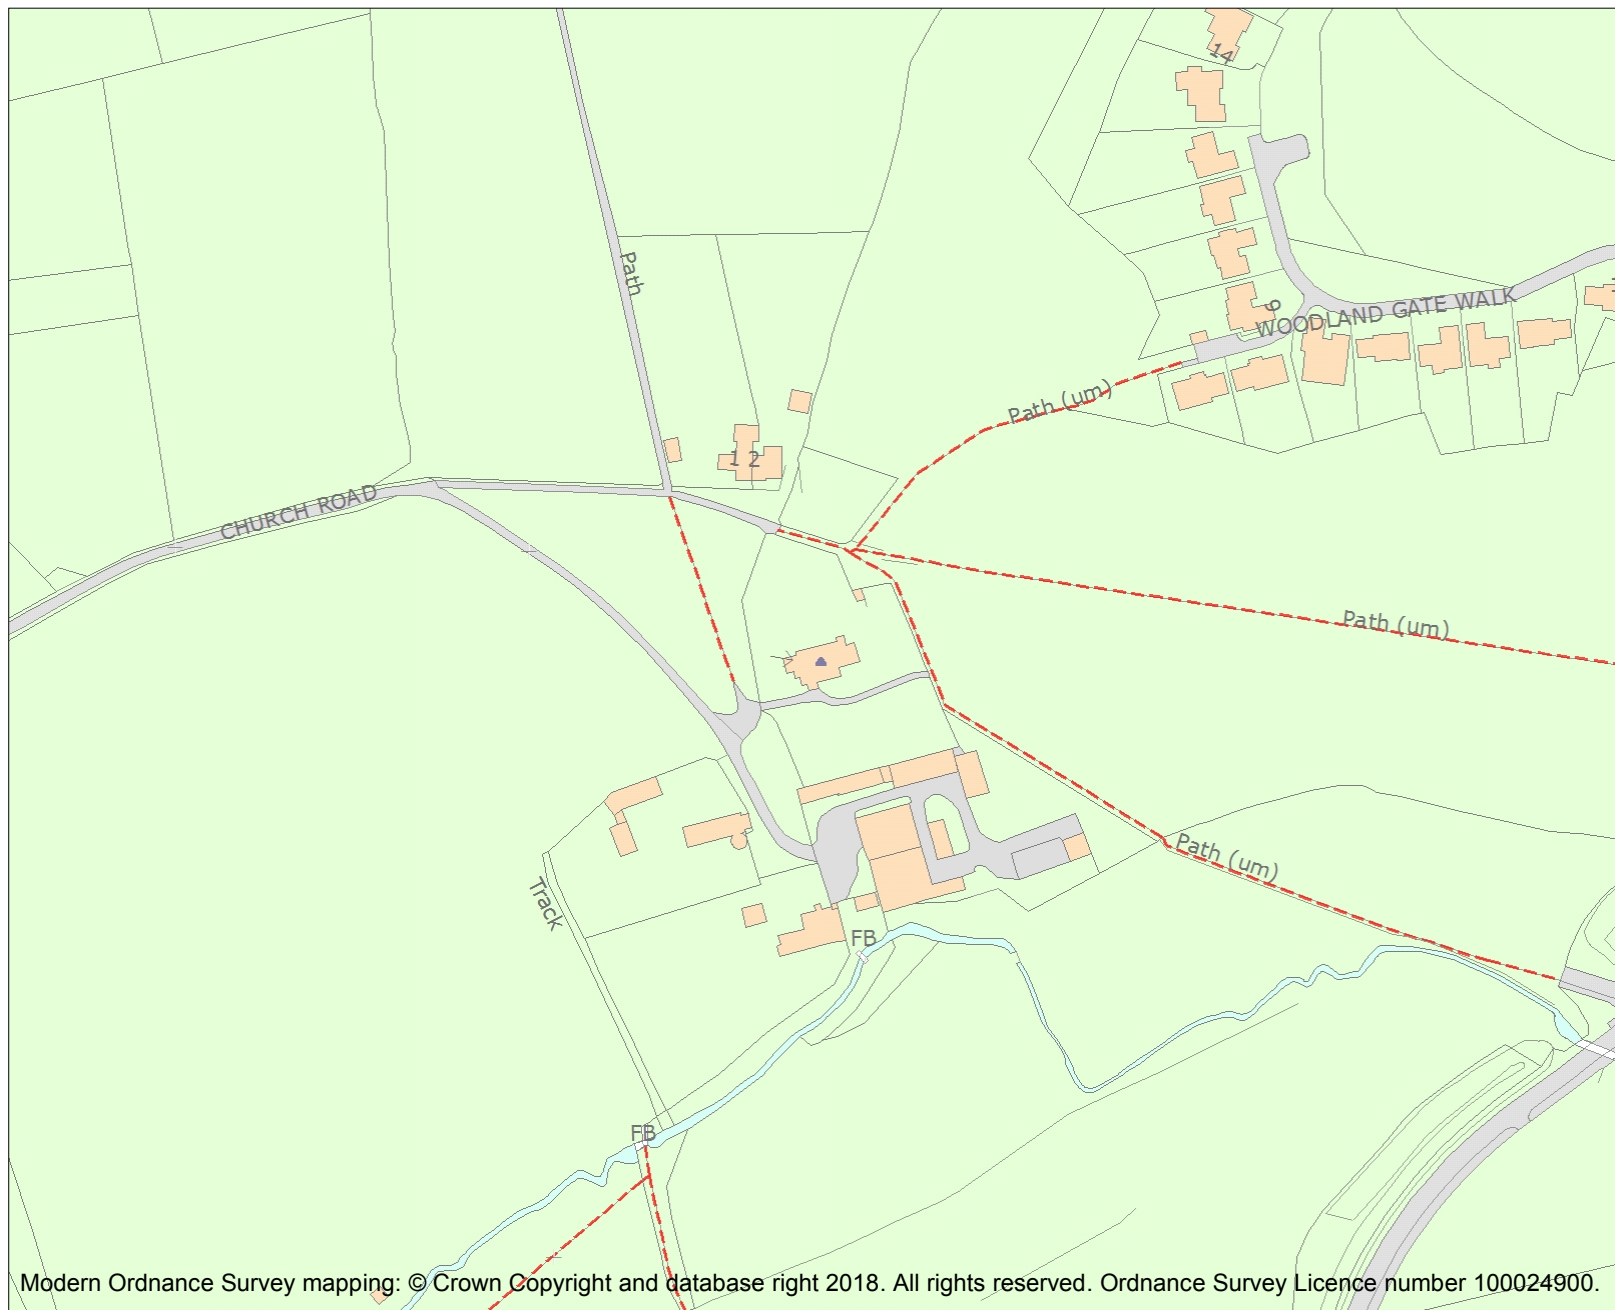 14
Path
9
WOODLAND GATE WALK
Path (um)
1 2
CHURCH ROAD
Path (um)
Path (um)
Track
FB
FB
Modern Ordnance Survey mapping: © Crown Copyright and database right 2018. All rights reserved. Ordnance Survey Licence number 100024900.